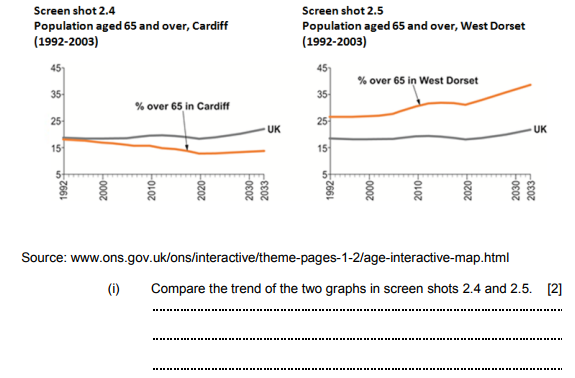 Screen shot 2.4
Population aged 65 and over, Cardiff
(1992-2003)
45
35
25
15
5
% over 65 in Cardiff
UK
1992
2000
2010
2020
2030
2033
Screen shot 2.5
Population aged 65 and over, West Dorset
(1992-2003)
45
35
25
15
5
% over 65 in West Dorset
UK
1992
2000
2010
2020
2030
2033
Source: www.ons.gov.uk/ons/interactive/theme-pages-1-2/age-interactive-map.html
(i) Compare the trend of the two graphs in screen shots 2.4 and 2.5. [2]